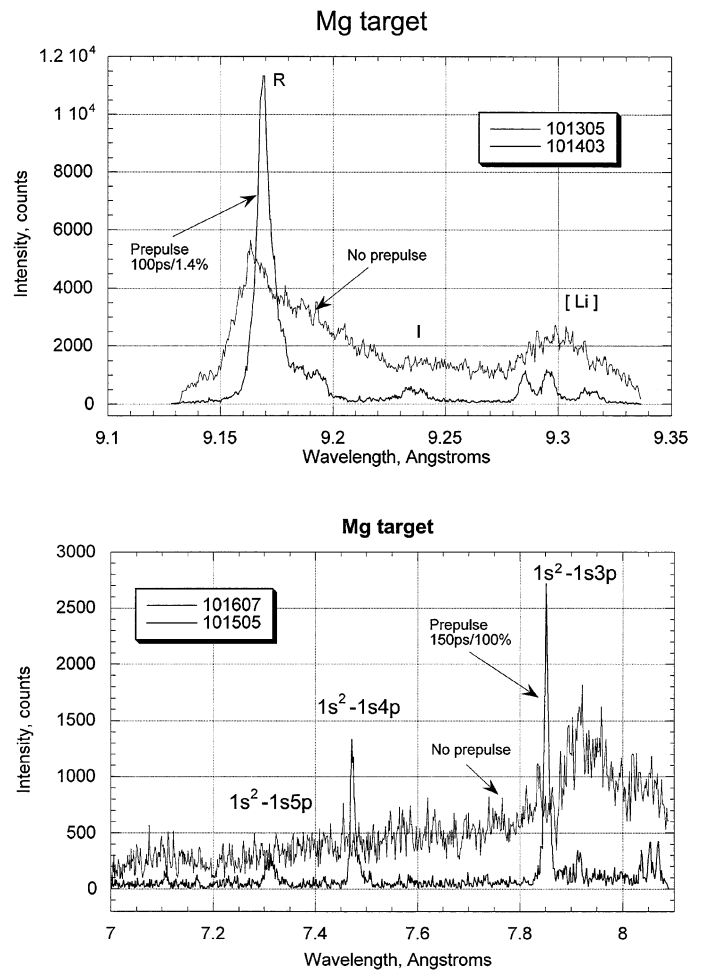 Mg target
1.2 10⁴
1 10⁴
8000
6000
4000
2000
0
Intensity, counts
R
101305
101403
Prepulse
100ps/1.4%
No prepulse
I
[ Li ]
9.1 9.15 9.2 9.25 9.3 9.35
Wavelength, Angstroms
Mg target
3000
2500
2000
1500
1000
500
0
Intensity, counts
101607
101505
1s²-1s3p
Prepulse
150ps/100%
1s²-1s4p
No prepulse
1s²-1s5p
7 7.2 7.4 7.6 7.8 8
Wavelength, Angstroms